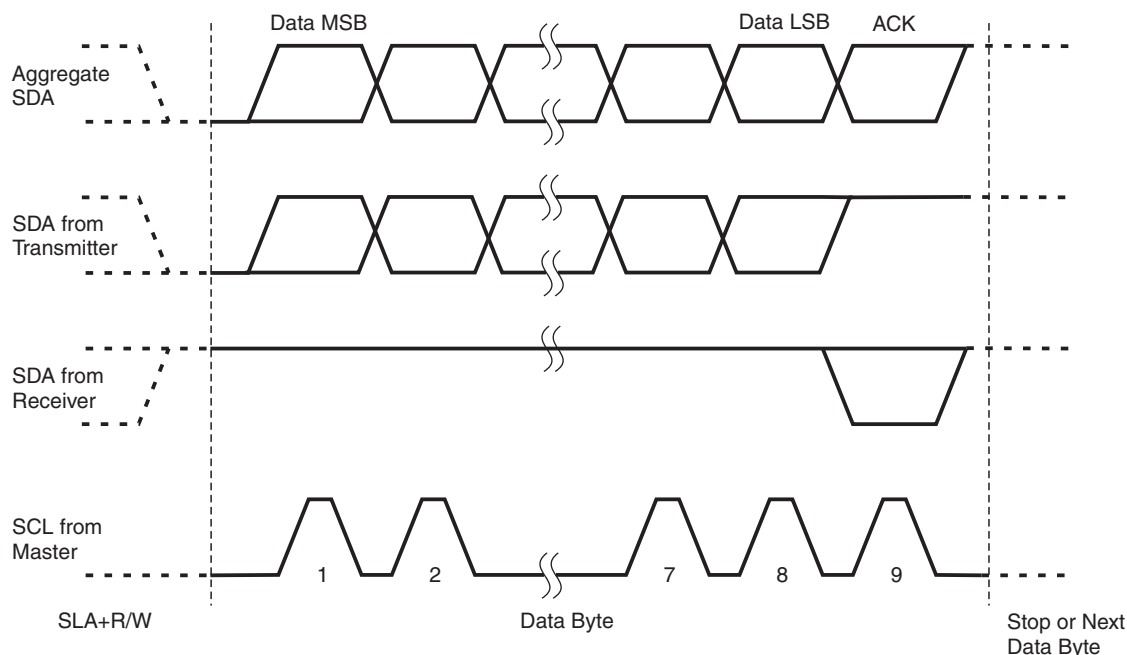 Data MSB
Data LSB
ACK
Aggregate
SDA
SDA from
Transmitter
SDA from
Receiver
SCL from
Master
1
2
7
8
9
SLA+R/W
Data Byte
Stop or Next
Data Byte